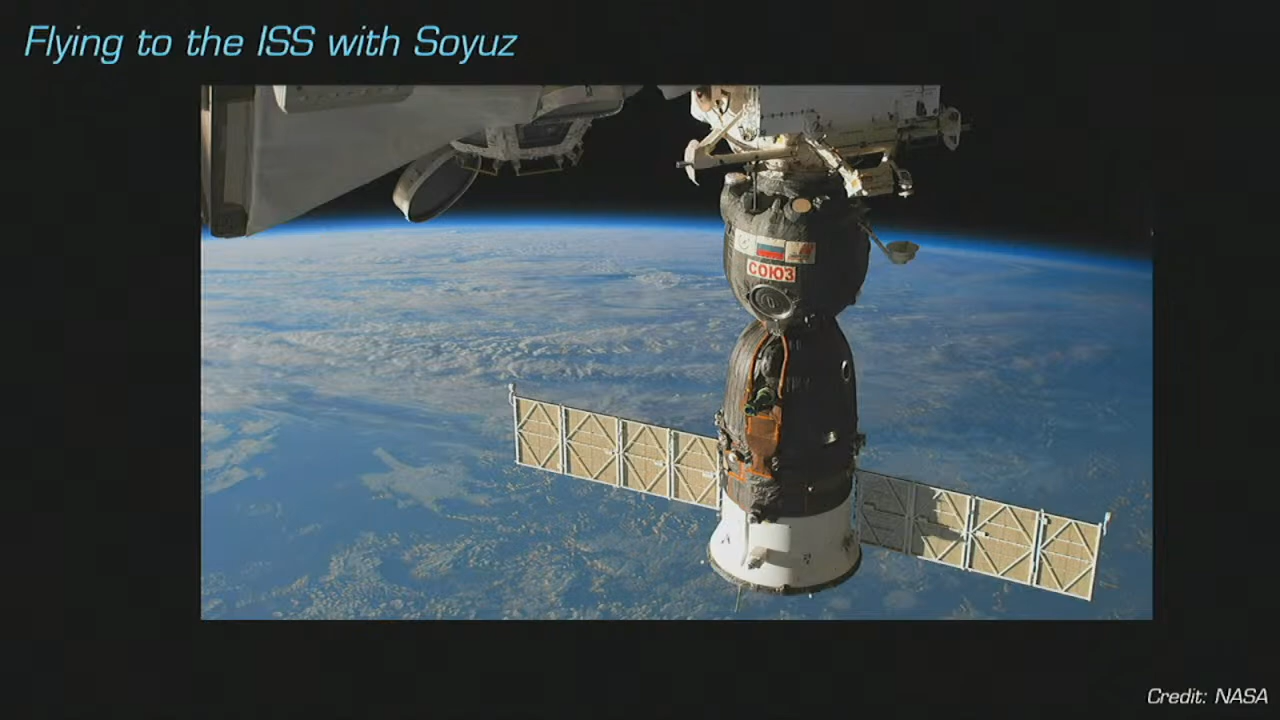 Flying to the ISS with Soyuz
СОЮЗ
Credit: NASA